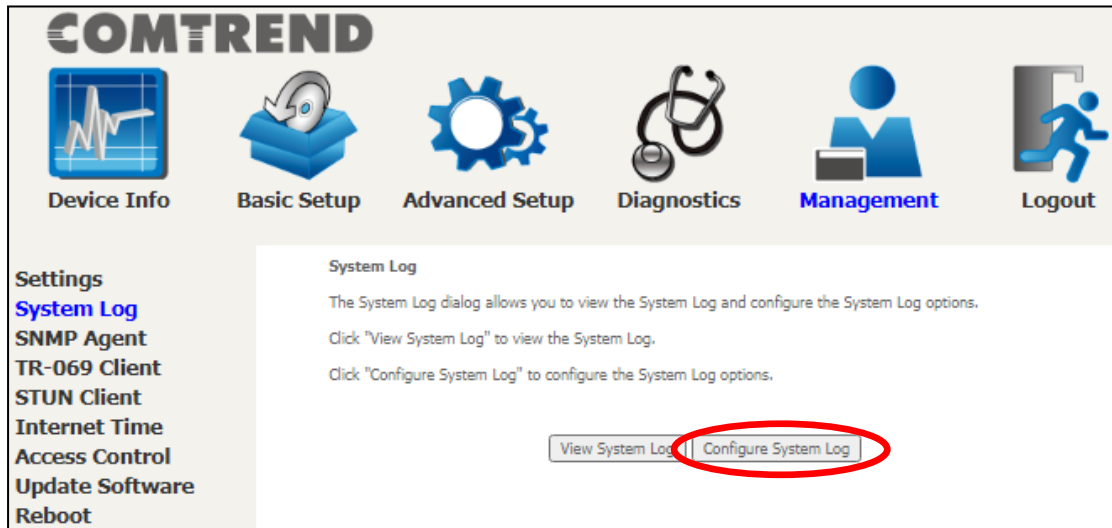 COMTREND
Device Info Basic Setup Advanced Setup Diagnostics Management Logout
Settings
System Log
SNMP Agent
TR-069 Client
STUN Client
Internet Time
Access Control
Update Software
Reboot
System Log
The System Log dialog allows you to view the System Log and configure the System Log options.
Click "View System Log" to view the System Log.
Click "Configure System Log" to configure the System Log options.
View System Log Configure System Log